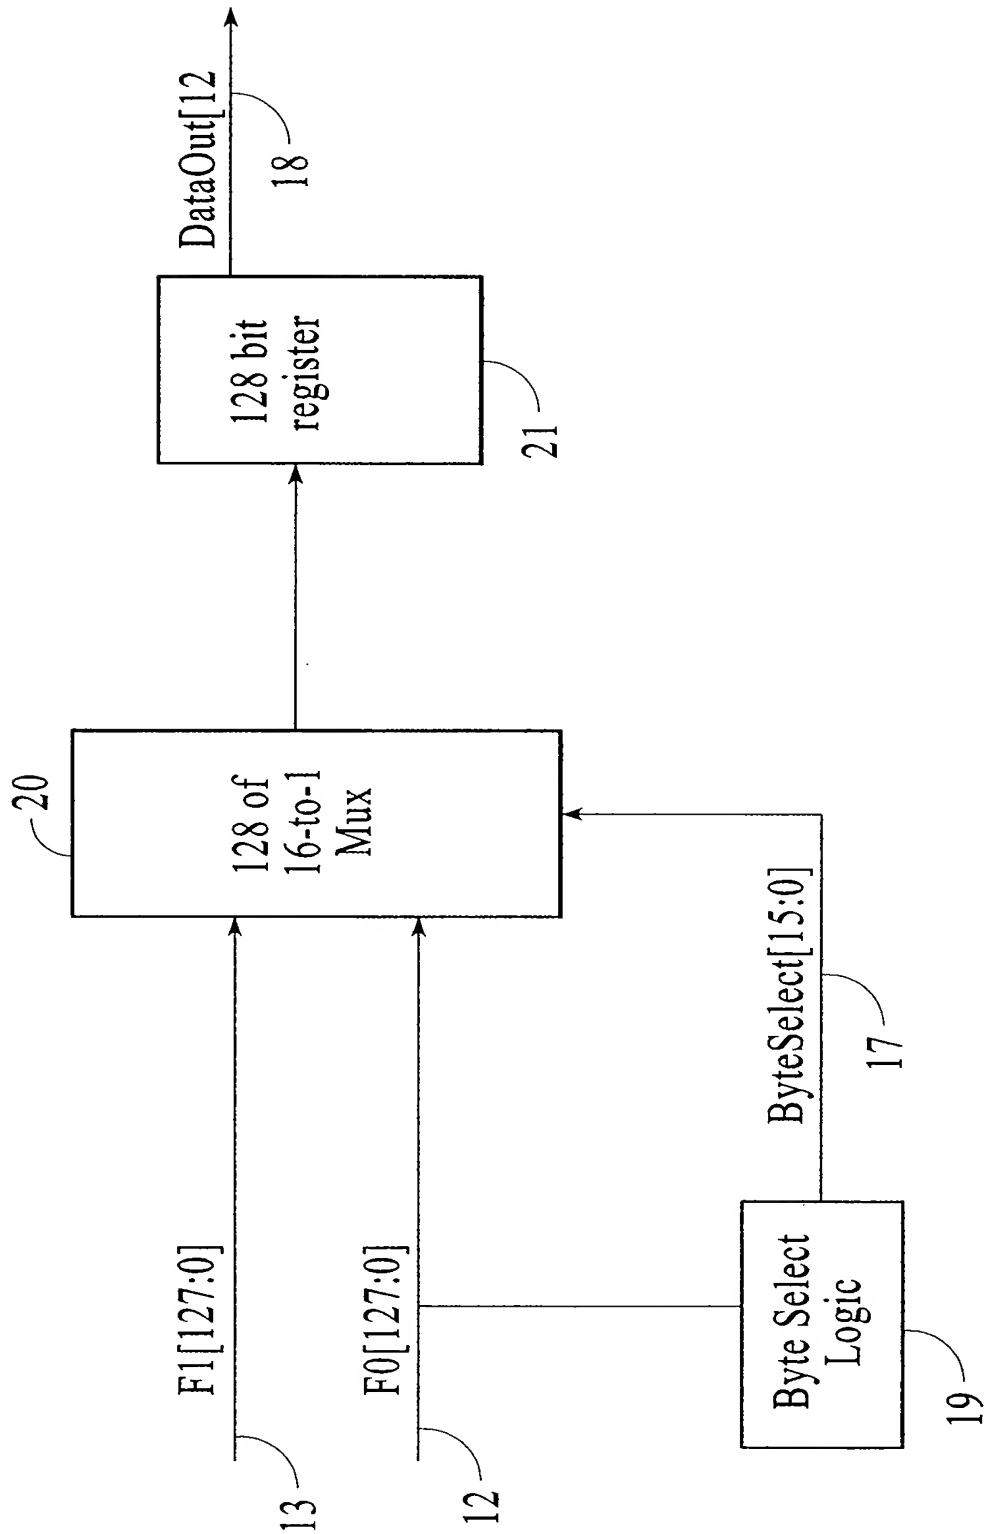 20
128 of
16-to-1
Mux
128 bit
register
21
DataOut[12
18
F1[127:0]
13
F0[127:0]
12
ByteSelect[15:0]
17
Byte Select
Logic
19